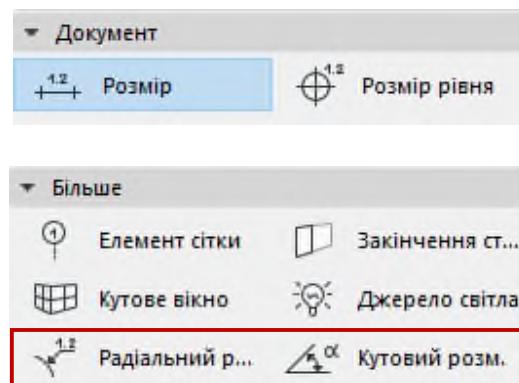 Документ
1.2 Розмір 1.2 Розмір рівня
Більше
1 Елемент сітки Закінчення ст...
Кутове вікно Джерело світла
1.2 Радіальний р... α Кутовий розм.